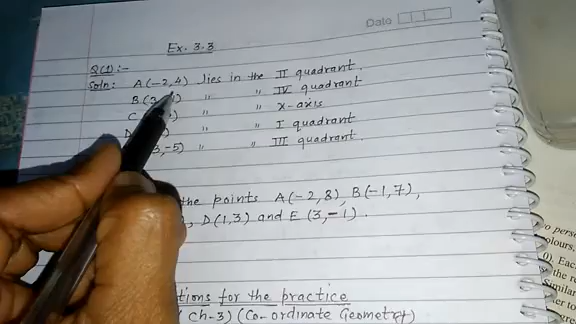 Date
Ex. 3.3
Q(1):-
Soln: A(-2,4) lies in the II quadrant.
B( " " IV quadrant
C " " x-axis
D " " I quadrant
3,-5) " " III quadrant.
the points A(-2,8), B(-1,7),
D(1,3) and E (3,-1).
for the practice
Ch-3) (Co-ordinate Geometry)